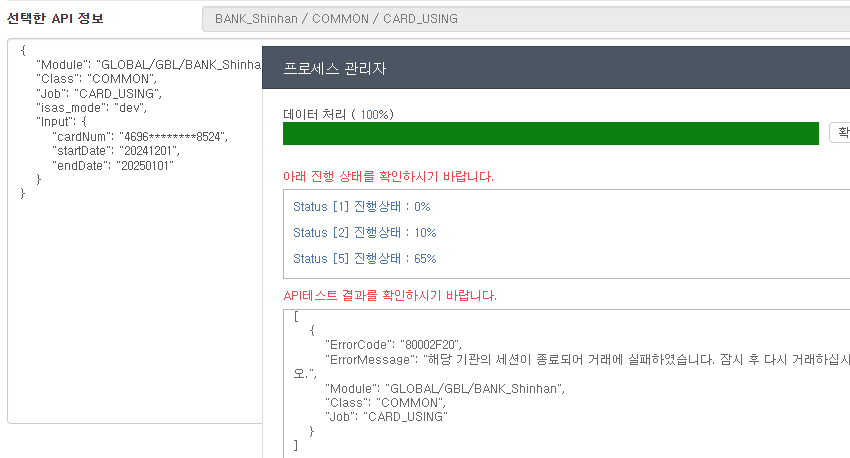 선택한 API 정보
BANK_Shinhan / COMMON / CARD_USING
{
"Module": "GLOBAL/GBL/BANK_Shinha
"Class": "COMMON",
"Job": "CARD_USING",
"isas_mode": "dev",
"Input": {
"cardNum": "4696********8524",
"startDate": "20241201",
"endDate": "20250101"
}
}
프로세스 관리자
데이터 처리 ( 100%)
확
아래 진행 상태를 확인하시기 바랍니다.
Status [1] 진행상태 : 0%
Status [2] 진행상태 : 10%
Status [5] 진행상태 : 65%
API테스트 결과를 확인하시기 바랍니다.
[
{
"ErrorCode": "80002F20",
"ErrorMessage": "해당 기관의 세션이 종료되어 거래에 실패하였습니다. 잠시 후 다시 거래하십시
오.",
"Module": "GLOBAL/GBL/BANK_Shinhan",
"Class": "COMMON",
"Job": "CARD_USING"
}
]